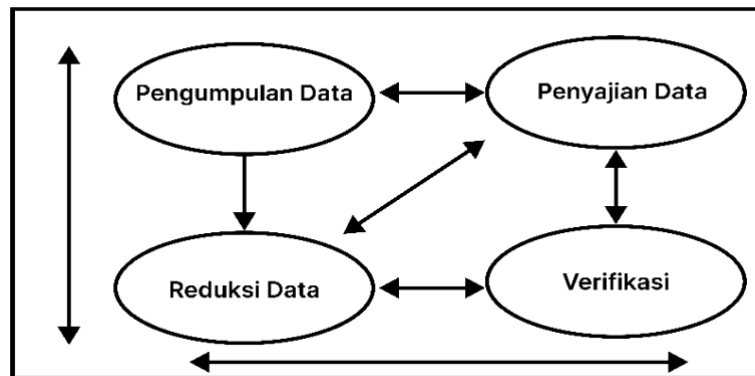 Pengumpulan Data
Penyajian Data
Reduksi Data
Verifikasi